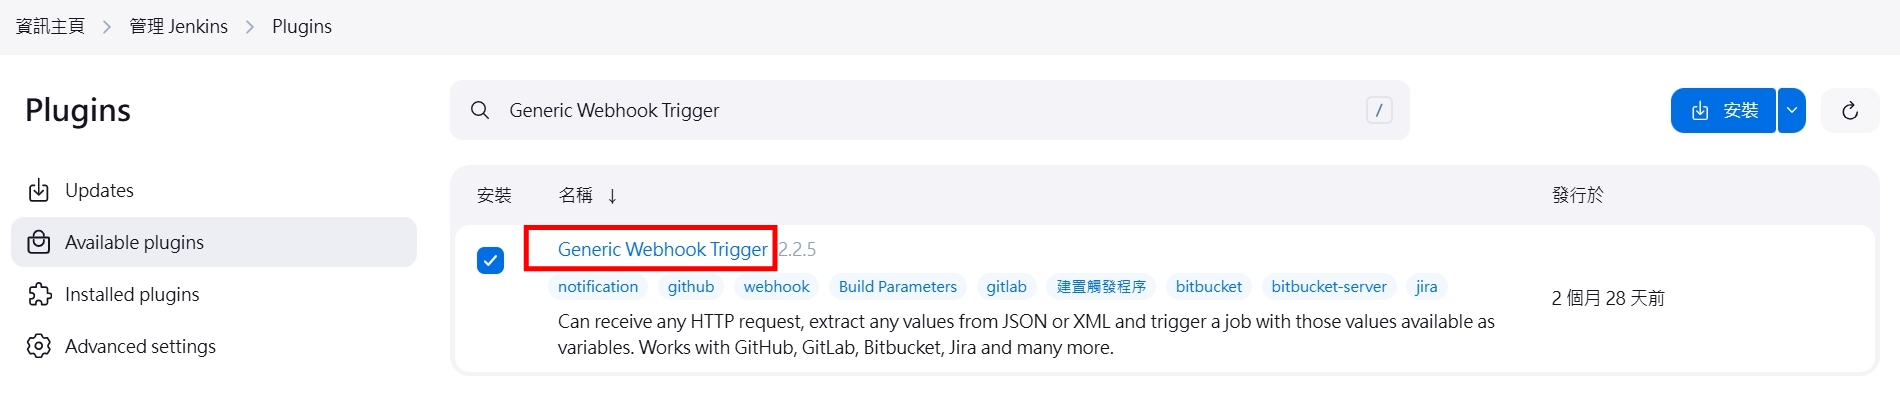 資訊主頁 > 管理 Jenkins > Plugins
Plugins
Generic Webhook Trigger /
安裝
Updates
Available plugins
Installed plugins
Advanced settings
安裝 名稱 ↓ 發行於
Generic Webhook Trigger 2.2.5
notification github webhook Build Parameters gitlab 建置觸發程序 bitbucket bitbucket-server jira
Can receive any HTTP request, extract any values from JSON or XML and trigger a job with those values available as
variables. Works with GitHub, GitLab, Bitbucket, Jira and many more.
2 個月 28 天前